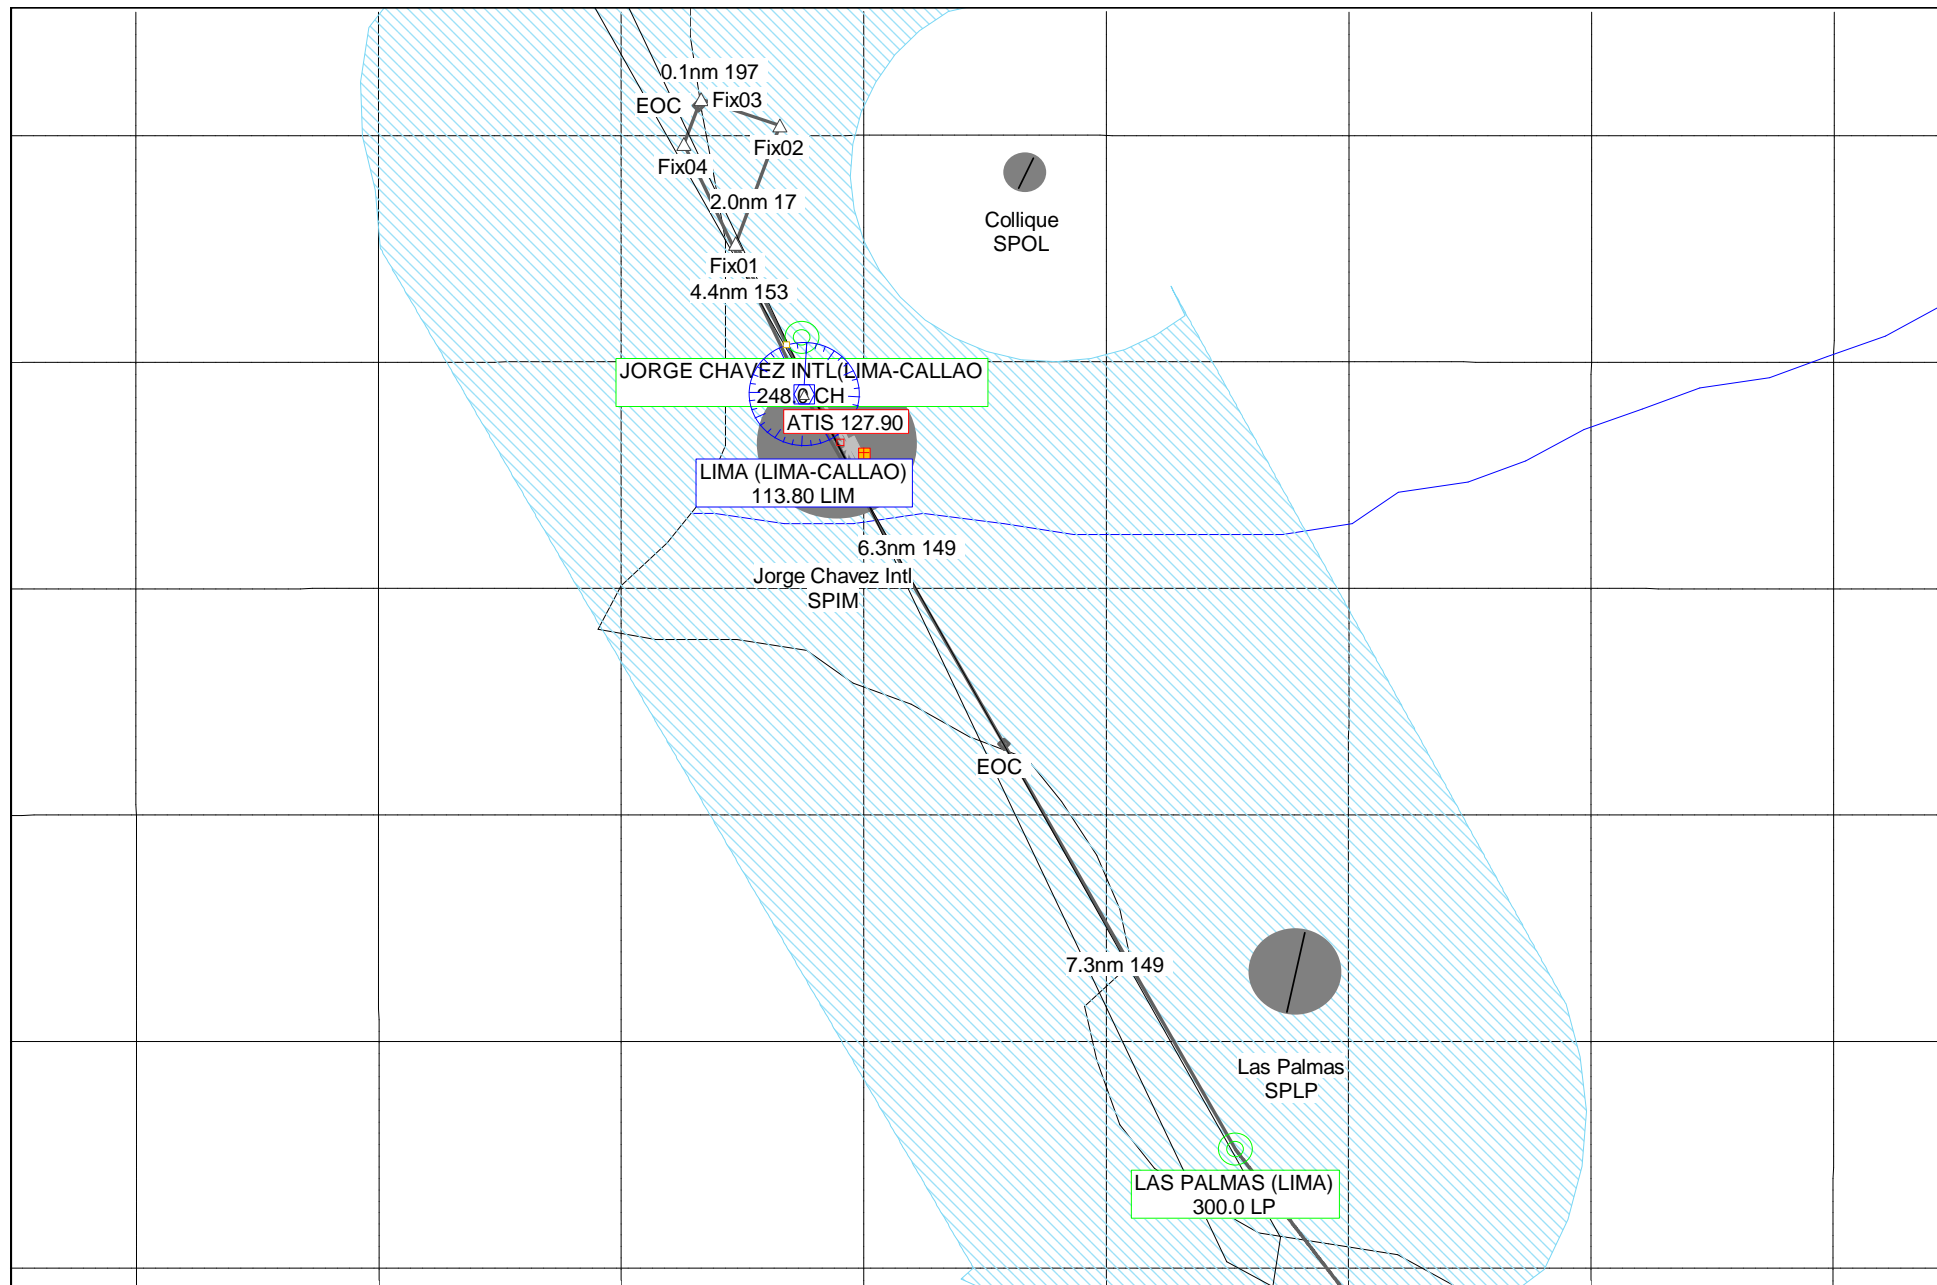 0.1nm 197
EOC
Fix03
Fix02
Fix04
2.0nm 17
Collique
SPOL
Fix01
4.4nm 153
JORGE CHAVEZ INTL(LIMA-CALLAO
248.0 CH
ATIS 127.90
LIMA (LIMA-CALLAO)
113.80 LIM
6.3nm 149
Jorge Chavez Intl
SPIM
EOC
7.3nm 149
Las Palmas
SPLP
LAS PALMAS (LIMA)
300.0 LP